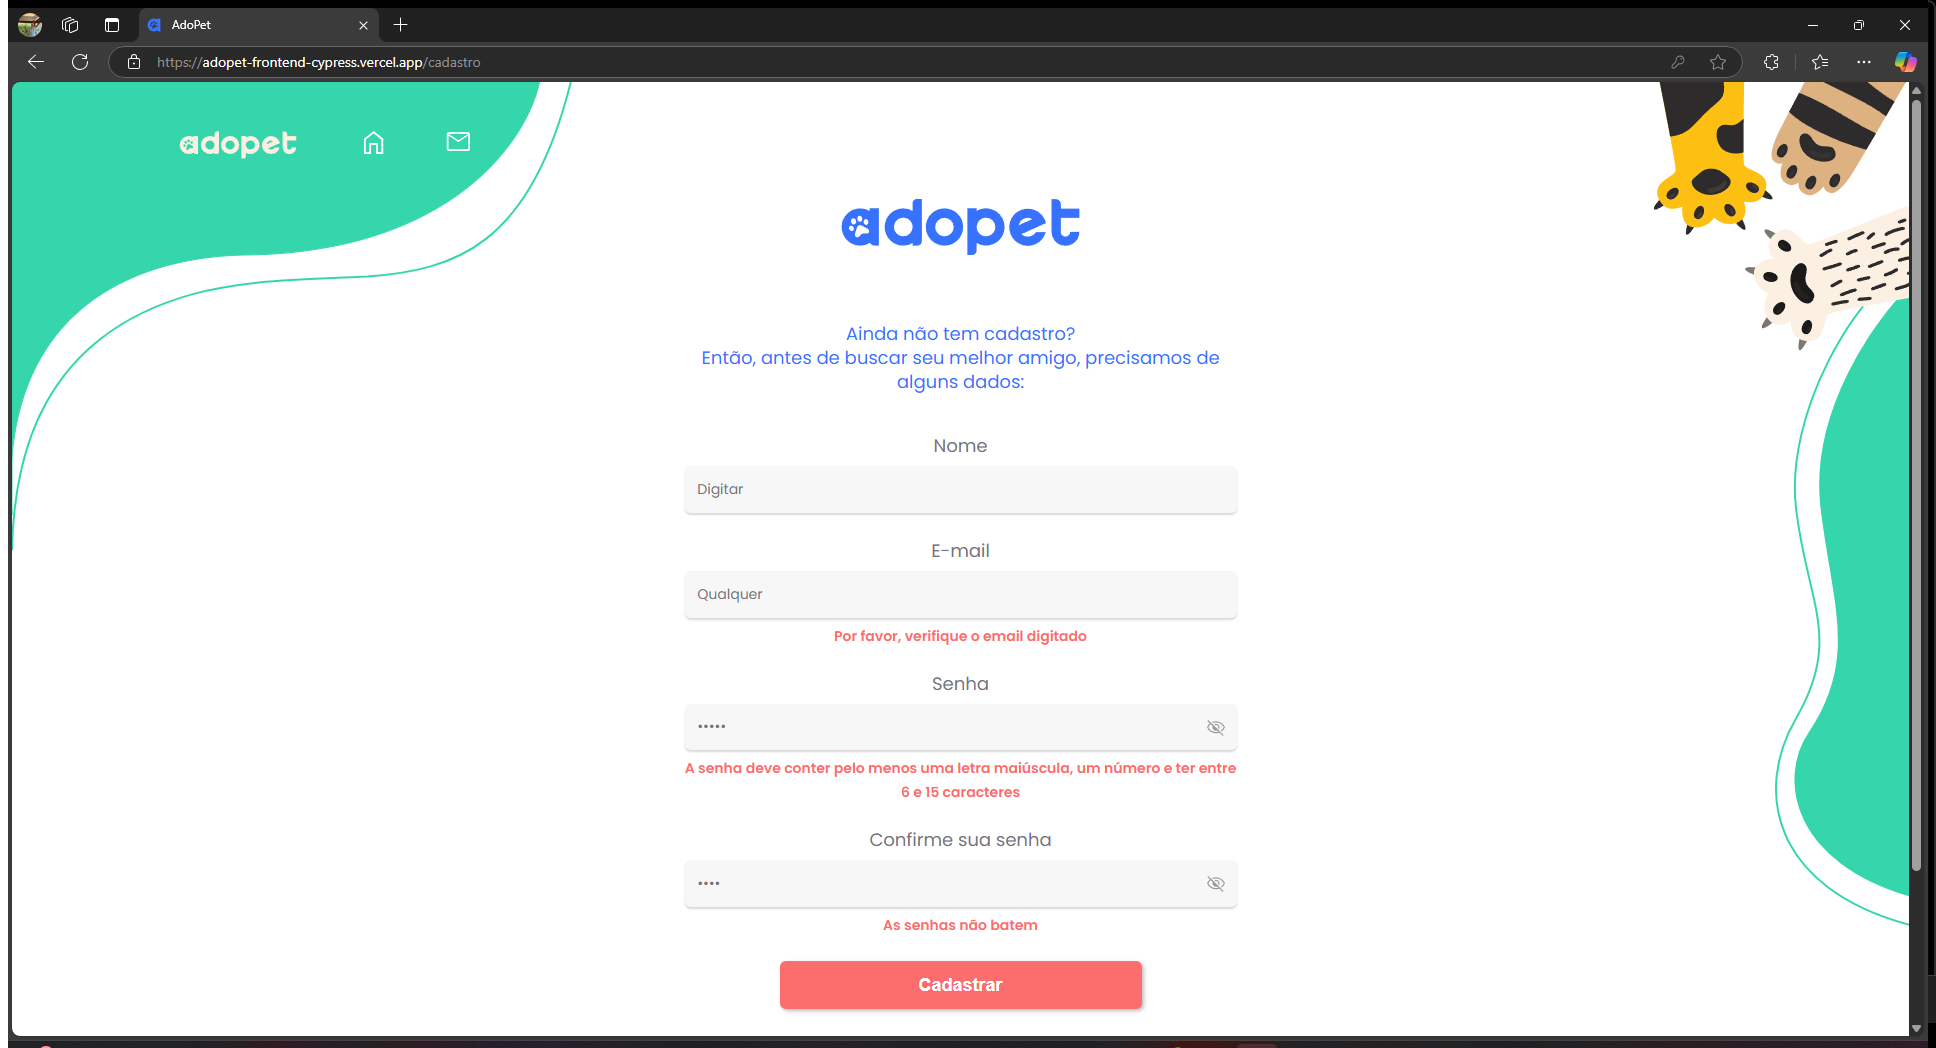 AdoPet
https://adopet-frontend-cypress.vercel.app/cadastro
adopet
adopet
Ainda não tem cadastro?
Então, antes de buscar seu melhor amigo, precisamos de
alguns dados:
Nome
Digitar
E-mail
Qualquer
Por favor, verifique o email digitado
Senha
•••••
A senha deve conter pelo menos uma letra maiúscula, um número e ter entre
6 e 15 caracteres
Confirme sua senha
••••
As senhas não batem
Cadastrar